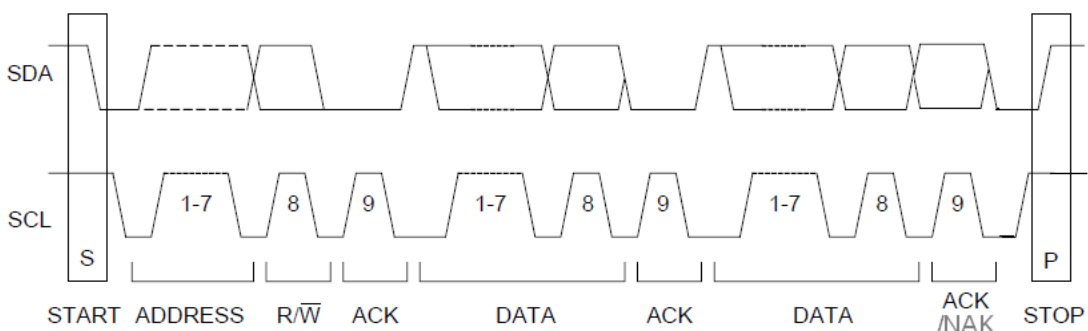 SDA
SCL
1-7 8 9 1-7 8 9 1-7 8 9
S P
START ADDRESS R/W̅ ACK DATA ACK DATA ACK STOP
/NAK